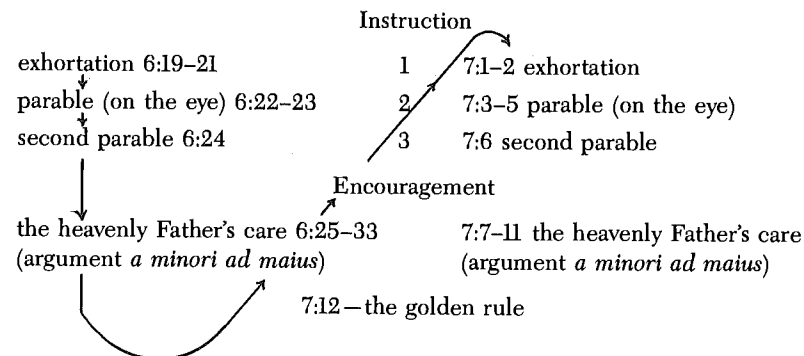 Instruction
exhortation 6:19–21 1 7:1–2 exhortation
parable (on the eye) 6:22–23 2 7:3–5 parable (on the eye)
second parable 6:24 3 7:6 second parable
Encouragement
the heavenly Father's care 6:25–33 7:7–11 the heavenly Father's care
(argument a minori ad maius) (argument a minori ad maius)
7:12—the golden rule